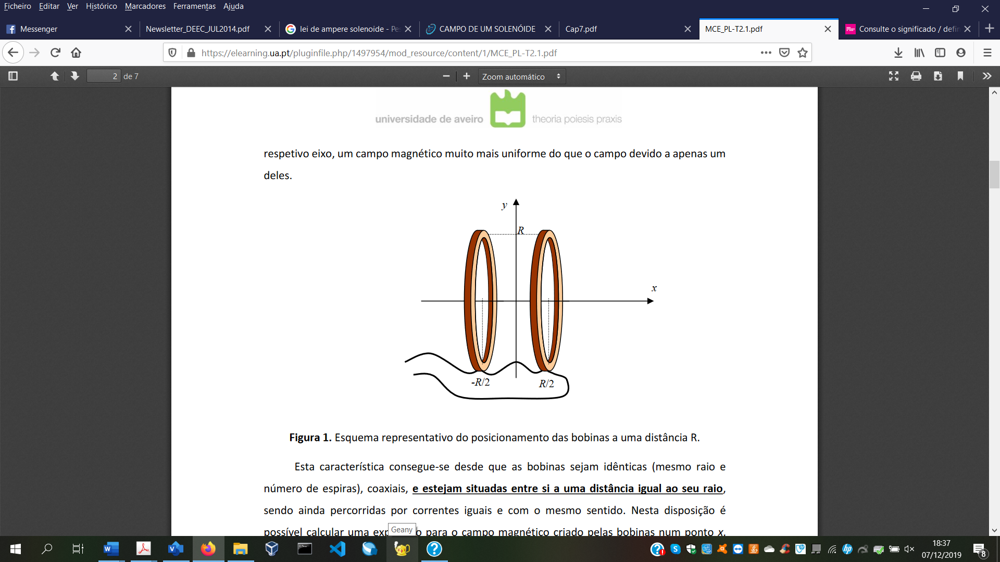 Ficheiro Editar Ver Histórico Marcadores Ferramentas Ajuda
Messenger Newsletter_DEEC_JUL2014.pdf lei de ampere solenoide - Pe CAMPO DE UM SOLENÓIDE Cap7.pdf MCE_PL-T2.1.pdf Consulte o significado / defin
https://elearning.ua.pt/pluginfile.php/1497954/mod_resource/content/1/MCE_PL-T2.1.pdf
2 de 7 Zoom automático
universidade de aveiro theoria poiesis praxis
respetivo eixo, um campo magnético muito mais uniforme do que o campo devido a apenas um
deles.
y
R
x
-R/2 R/2
Figura 1. Esquema representativo do posicionamento das bobinas a uma distância R.
Esta característica consegue-se desde que as bobinas sejam idênticas (mesmo raio e
número de espiras), coaxiais, e estejam situadas entre si a uma distância igual ao seu raio,
sendo ainda percorridas por correntes iguais e com o mesmo sentido. Nesta disposição é
possível calcular uma exp o para o campo magnético criado pelas bobinas num ponto x.
Geany
18:37
07/12/2019
8